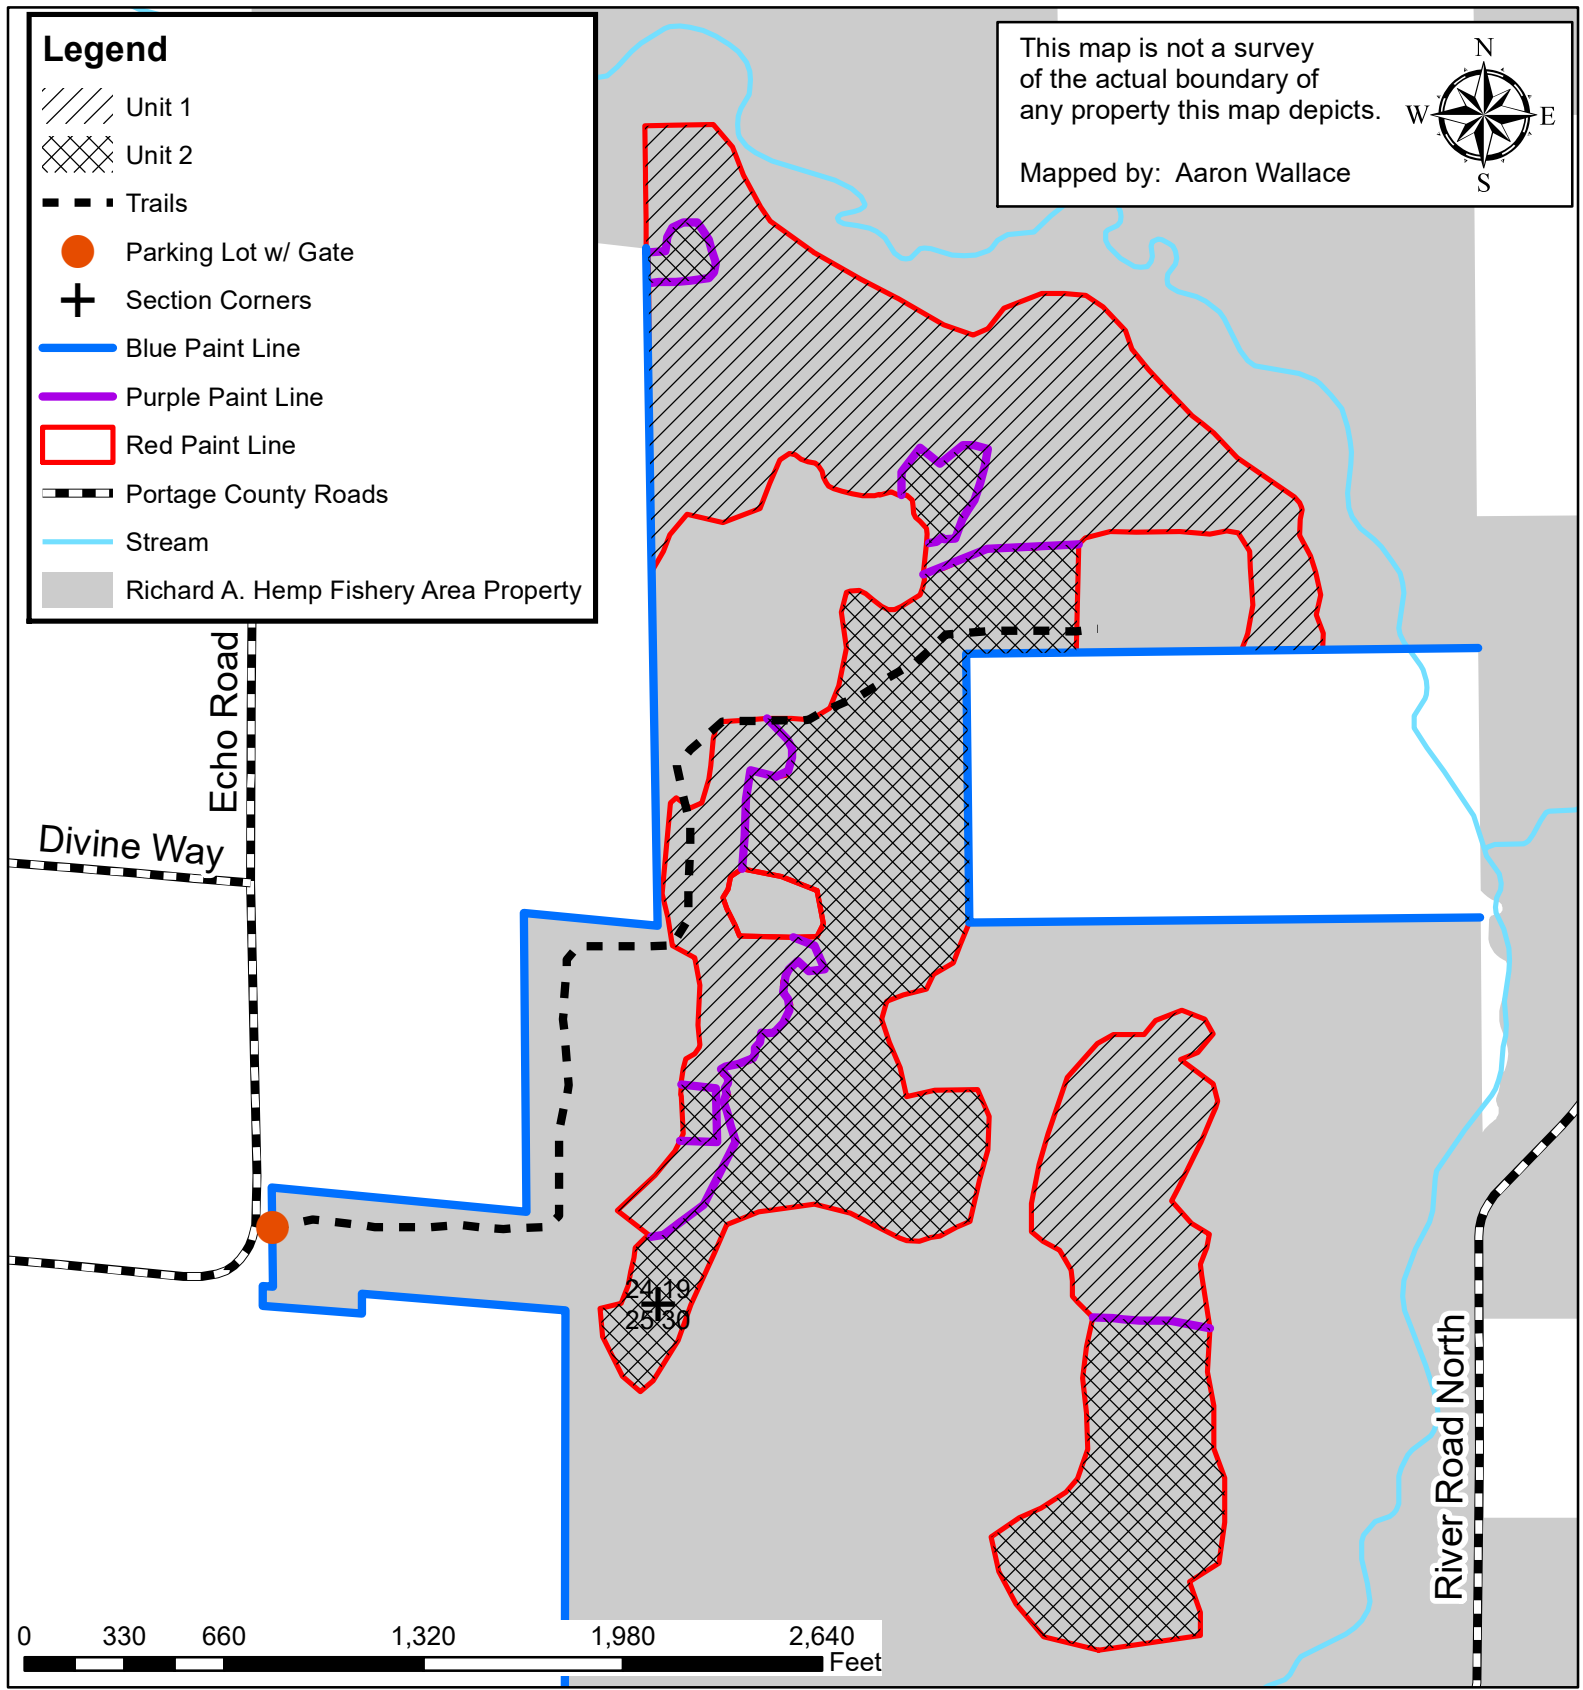 Legend
Unit 1
Unit 2
Trails
Parking Lot w/ Gate
Section Corners
Blue Paint Line
Purple Paint Line
Red Paint Line
Portage County Roads
Stream
Richard A. Hemp Fishery Area Property
This map is not a survey
of the actual boundary of
any property this map depicts.
Mapped by: Aaron Wallace
N
W E
S
Echo Road
Divine Way
24 19
25 30
River Road North
0 330 660 1,320 1,980 2,640
Feet